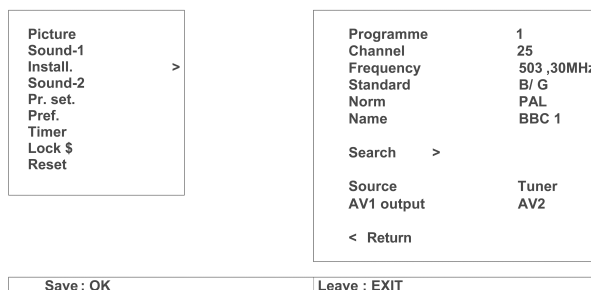 Picture
Sound-1
Install. >
Sound-2
Pr. set.
Pref.
Timer
Lock $
Reset
Programme 1
Channel 25
Frequency 503 ,30MHz
Standard B/ G
Norm PAL
Name BBC 1
Search >
Source Tuner
AV1 output AV2
< Return
Save : OK Leave : EXIT